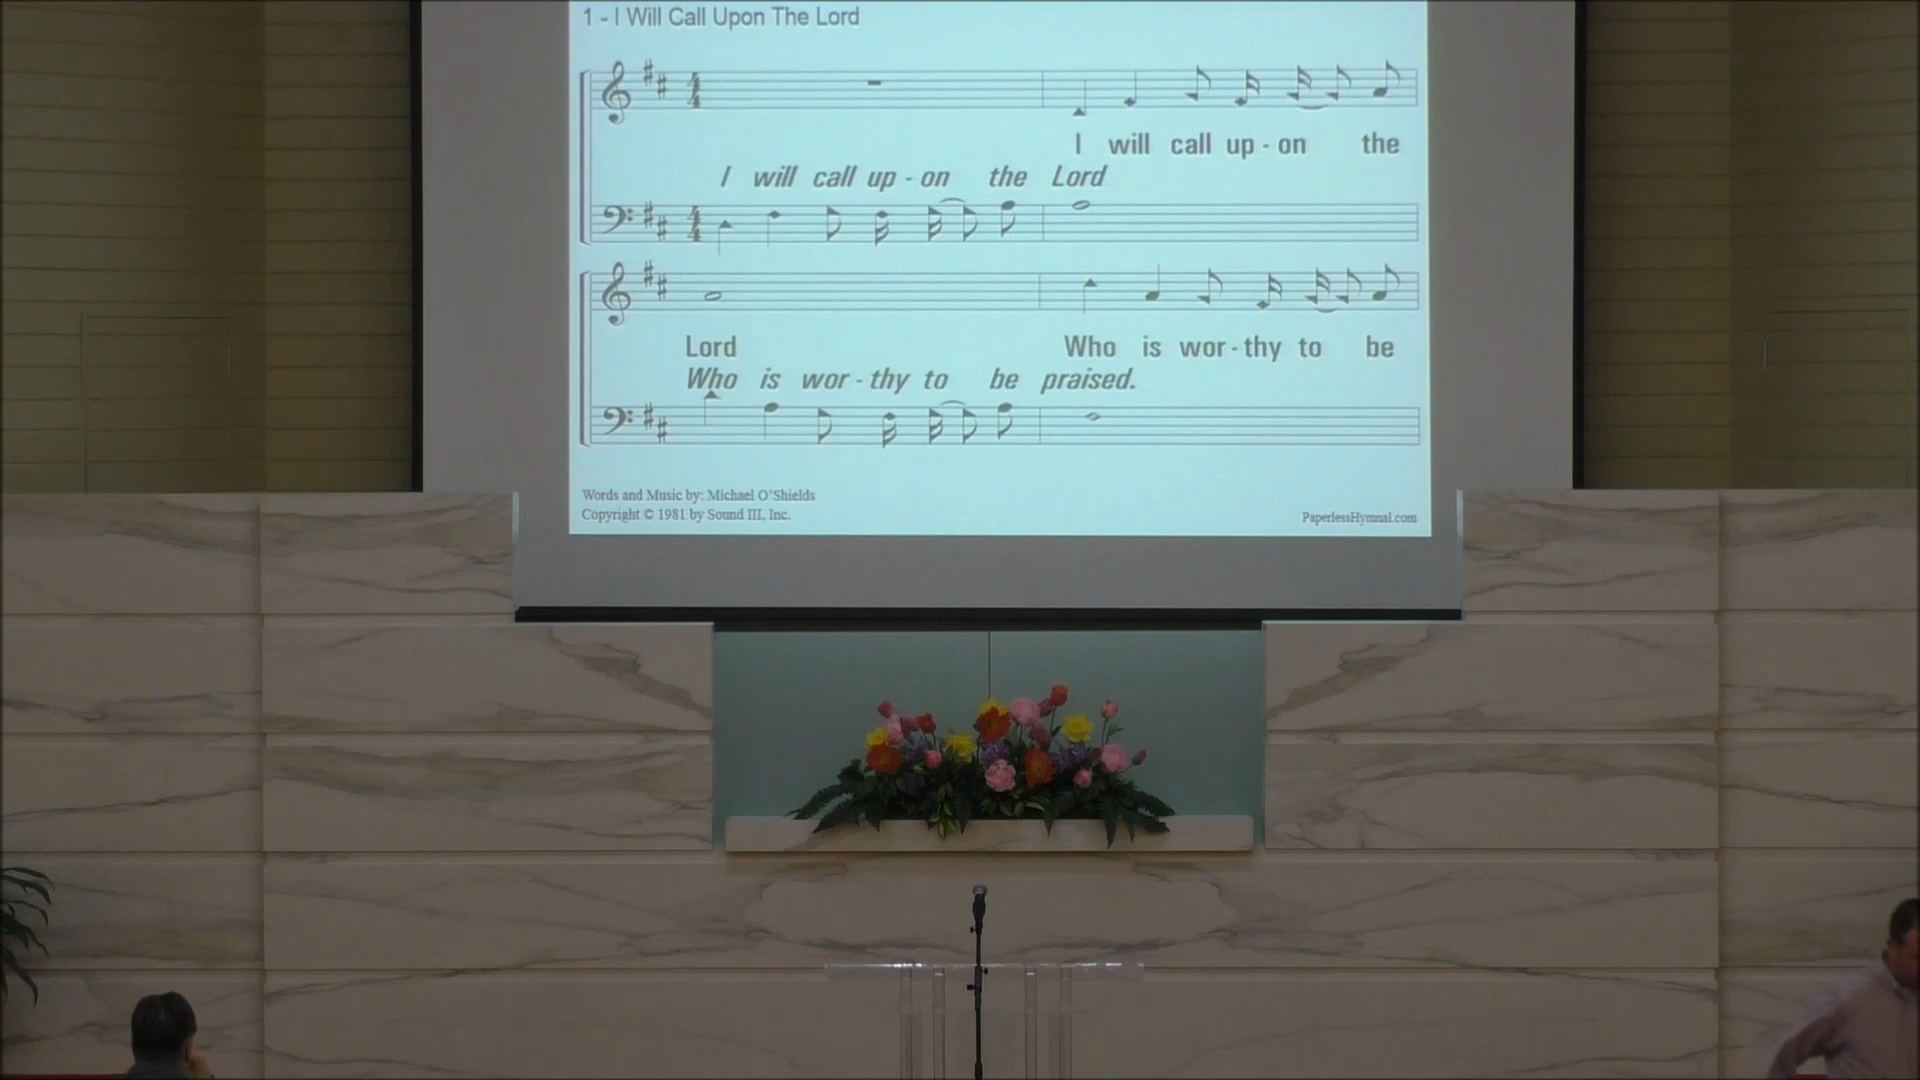 1 - I Will Call Upon The Lord
I will call up - on the
I will call up - on the Lord
Lord Who is wor - thy to be
Who is wor - thy to be praised.
Words and Music by: Michael O'Shields
Copyright © 1981 by Sound III, Inc.
PaperlessHymnal.com